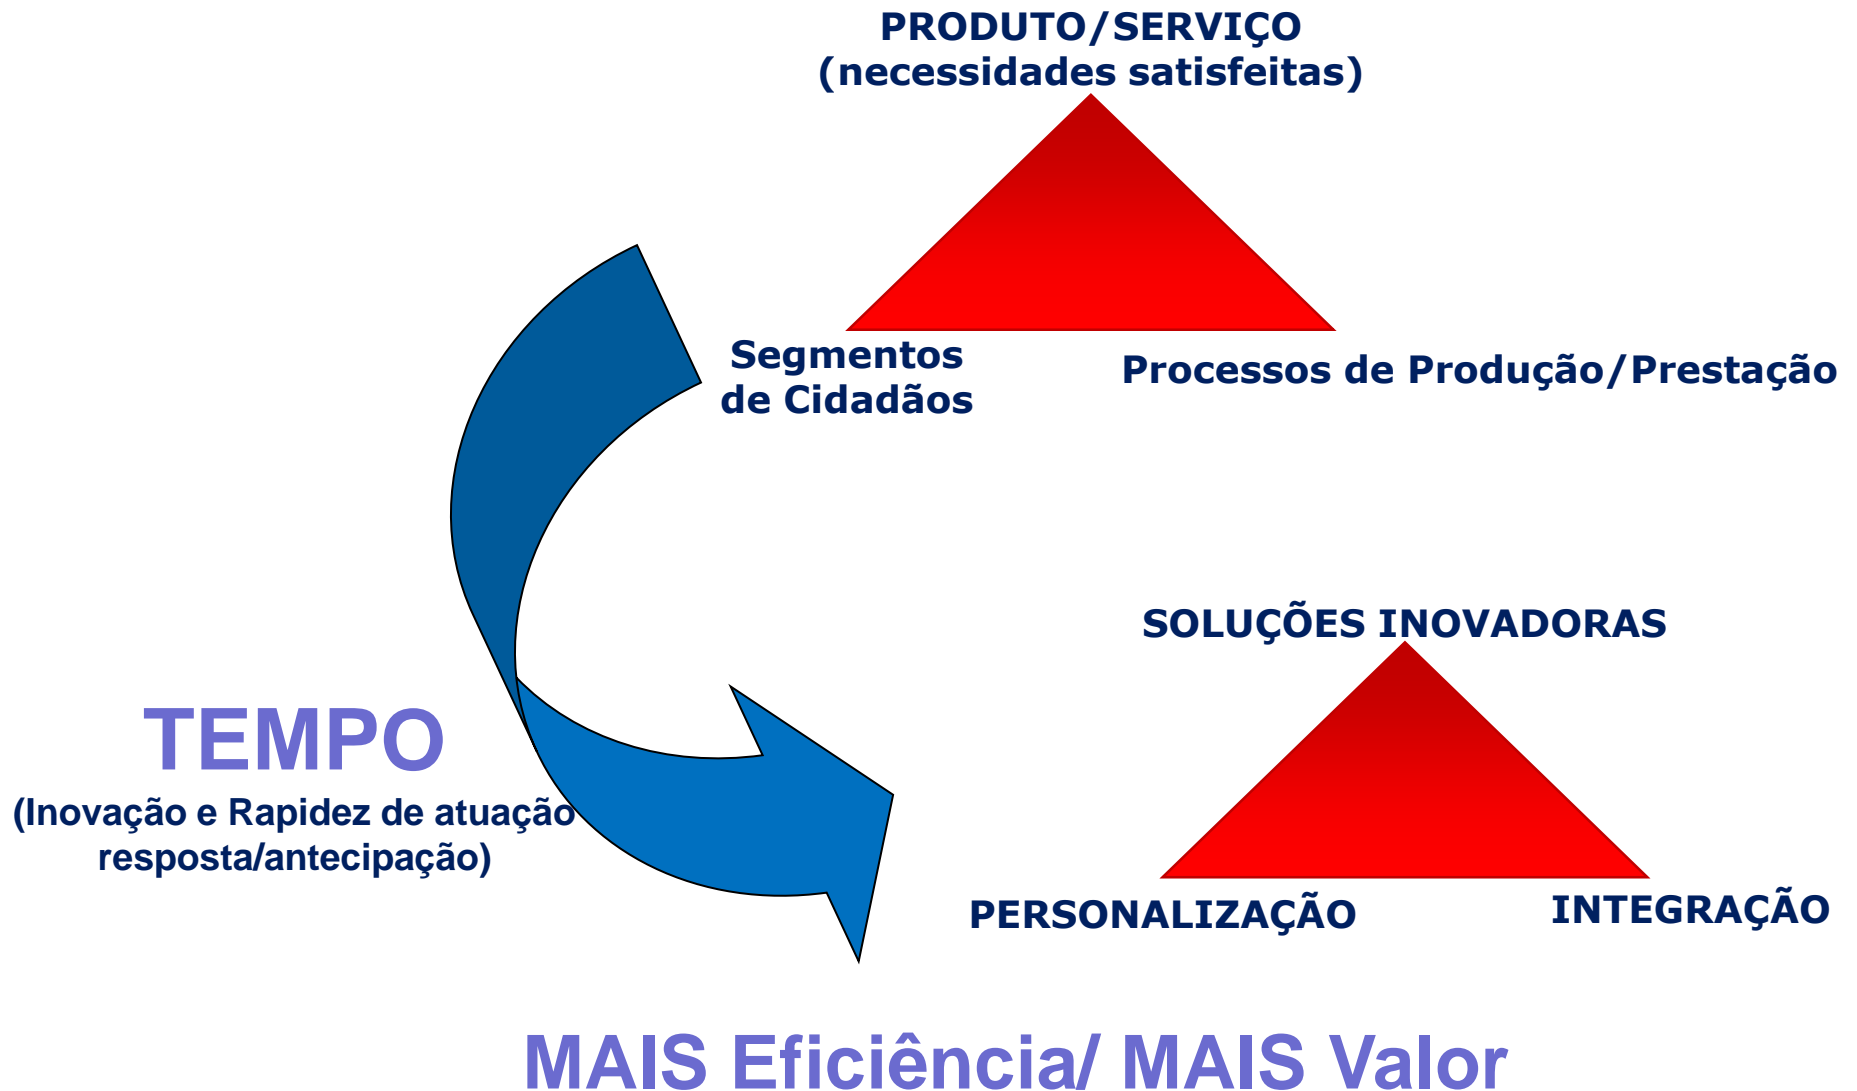 PRODUTO/SERVIÇO
(necessidades satisfeitas)
Segmentos
de Cidadãos
Processos de Produção/Prestação
SOLUÇÕES INOVADORAS
TEMPO
(Inovação e Rapidez de atuação
resposta/antecipação)
PERSONALIZAÇÃO
INTEGRAÇÃO
MAIS Eficiência/ MAIS Valor